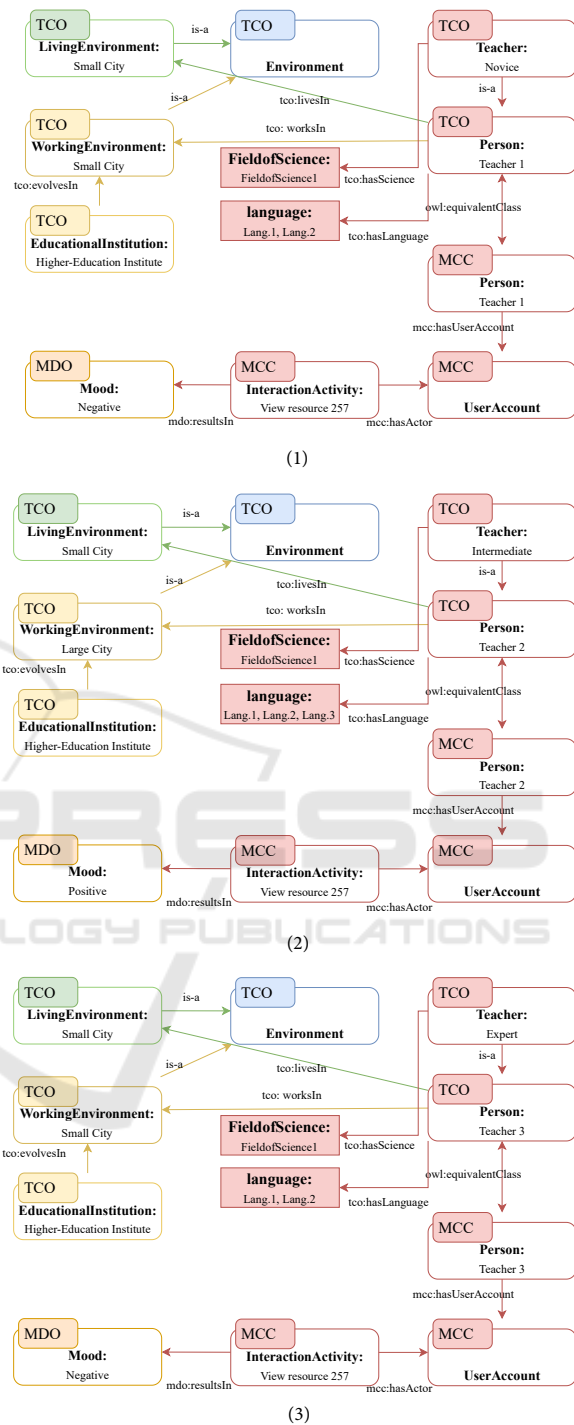 TCO
LivingEnvironment:
Small City
is-a
TCO
Environment
TCO
Teacher:
Novice
is-a
is-a
tco:livesIn
TCO
WorkingEnvironment:
Small City
tco: worksIn
TCO
Person:
Teacher 1
tco:evolvesIn
FieldofScience:
FieldofScience1
tco:hasScience
TCO
EducationalInstitution:
Higher-Education Institute
language:
Lang.1, Lang.2
tco:hasLanguage
owl:equivalentClass
MCC
Person:
Teacher 1
mcc:hasUserAccount
MDO
Mood:
Negative
mdo:resultsIn
MCC
InteractionActivity:
View resource 257
mcc:hasActor
MCC
UserAccount
(1)
TCO
LivingEnvironment:
Small City
is-a
TCO
Environment
TCO
Teacher:
Intermediate
is-a
is-a
tco:livesIn
TCO
WorkingEnvironment:
Large City
tco: worksIn
TCO
Person:
Teacher 2
tco:evolvesIn
FieldofScience:
FieldofScience1
tco:hasScience
TCO
EducationalInstitution:
Higher-Education Institute
language:
Lang.1, Lang.2, Lang.3
tco:hasLanguage
owl:equivalentClass
MCC
Person:
Teacher 2
mcc:hasUserAccount
PRESS
MDO
Mood:
Positive
mdo:resultsIn
MCC
InteractionActivity:
View resource 257
mcc:hasActor
MCC
UserAccount
LOGY PUBLICATIONS
(2)
TCO
LivingEnvironment:
Small City
is-a
TCO
Environment
TCO
Teacher:
Expert
is-a
is-a
tco:livesIn
TCO
WorkingEnvironment:
Small City
tco: worksIn
TCO
Person:
Teacher 3
tco:evolvesIn
FieldofScience:
FieldofScience1
tco:hasScience
TCO
EducationalInstitution:
Higher-Education Institute
language:
Lang.1, Lang.2
tco:hasLanguage
owl:equivalentClass
MCC
Person:
Teacher 3
mcc:hasUserAccount
MDO
Mood:
Negative
mdo:resultsIn
MCC
InteractionActivity:
View resource 257
mcc:hasActor
MCC
UserAccount
(3)